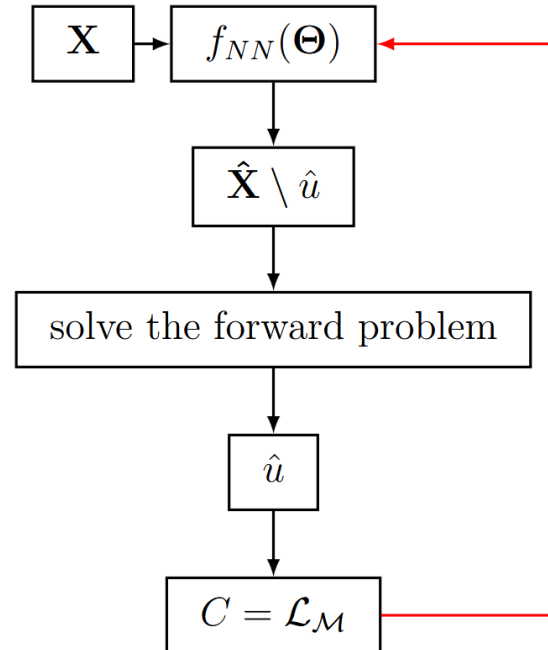 X
f_{NN}(Θ)
X̂ \ û
solve the forward problem
û
C = ℒ_ℳ